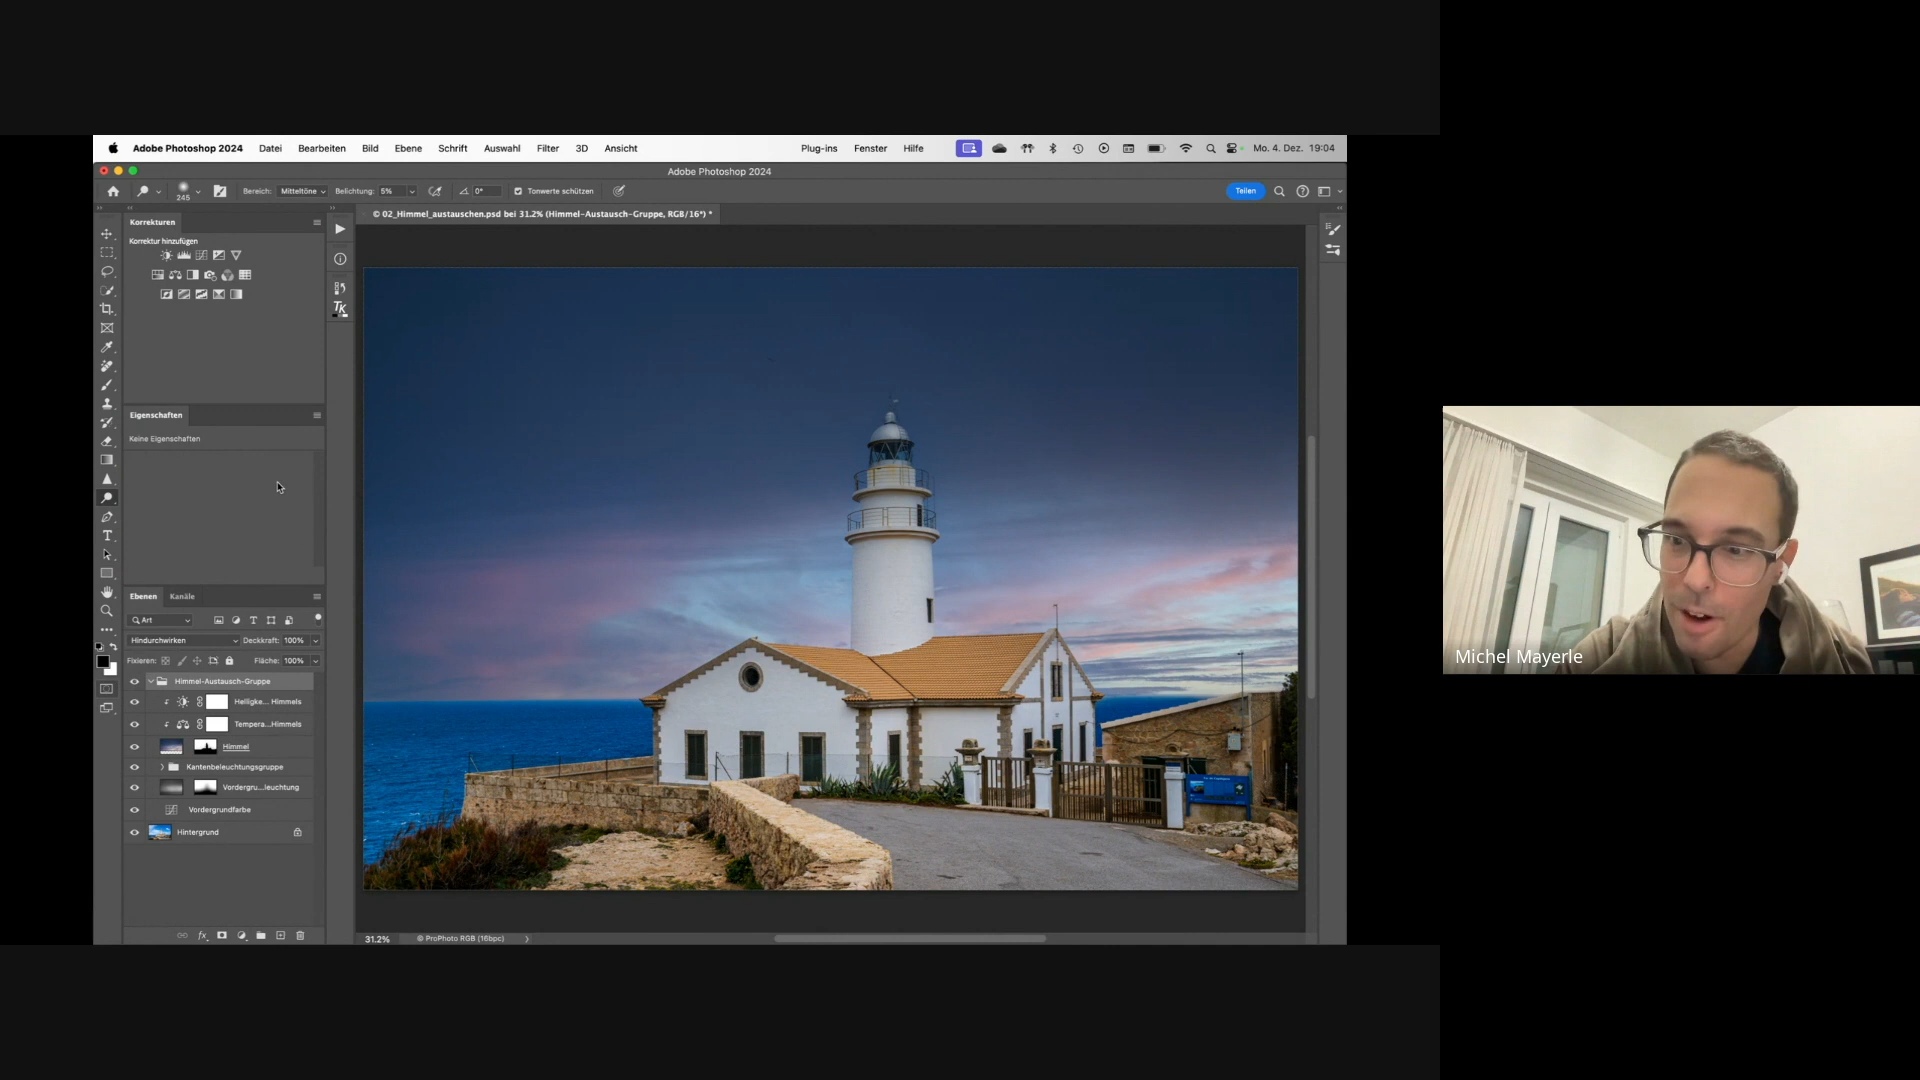 Adobe Photoshop 2024 Datei Bearbeiten Bild Ebene Schrift Auswahl Filter 3D Ansicht Plug-ins Fenster Hilfe Mo. 4. Dez. 19:04
Adobe Photoshop 2024
245 Bereich: Mitteltöne Belichtung: 5% 0° Tonwerte schützen Teilen
© 02_Himmel_austauschen.psd bei 31.2% (Himmel-Austausch-Gruppe, RGB/16*) *
Korrekturen
Korrektur hinzufügen
TK
Eigenschaften
Keine Eigenschaften
Ebenen Kanäle
Art
Hindurchwirken Deckkraft: 100%
Fixieren: Fläche: 100%
Himmel-Austausch-Gruppe
Helligke... Himmels
Tempera...Himmels
Himmel
Kantenbeleuchtungsgruppe
Vordergru...leuchtung
Vordergrundfarbe
Hintergrund
fx
31.2% © ProPhoto RGB (16bpc)
Michel Mayerle